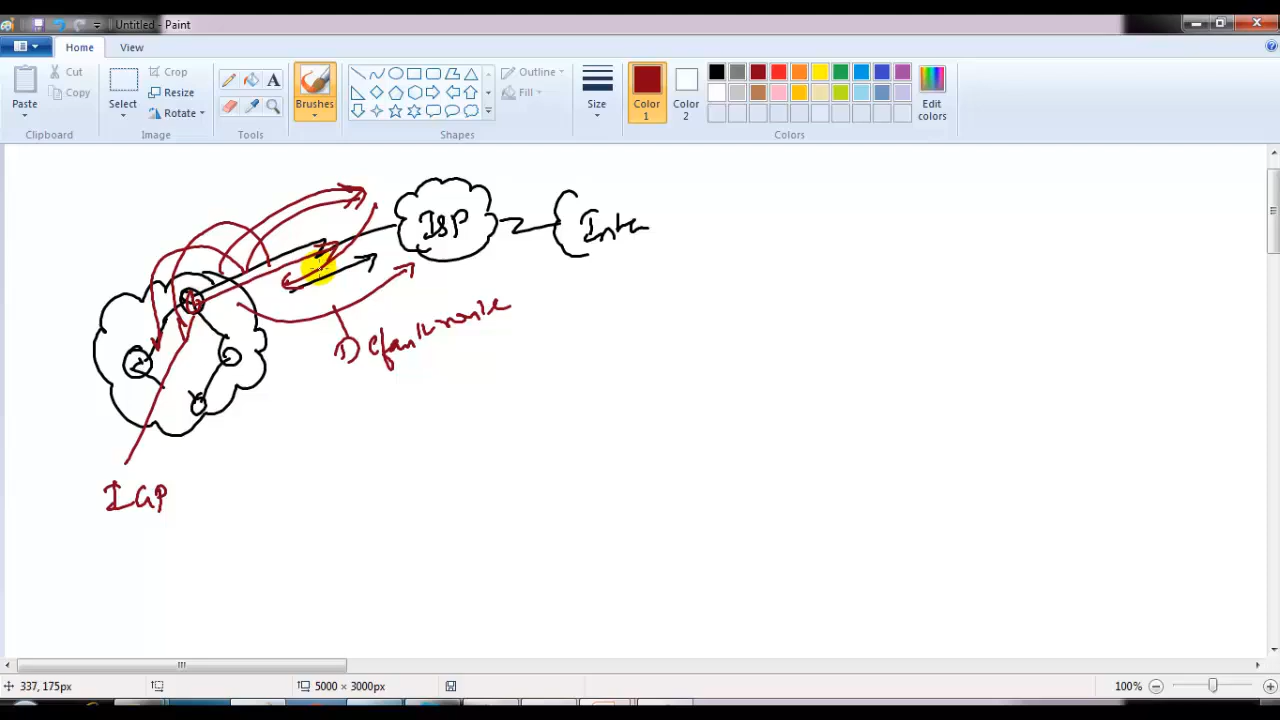 Untitled - Paint
Home View
Paste
Cut
Copy
Clipboard
Select
Crop
Resize
Rotate
Image
A
Tools
Brushes
Outline
Fill
Shapes
Size
Color 1
Color 2
Edit colors
Colors
ISP
Inte
Default route
IGP
337, 175px
5000 × 3000px
100%